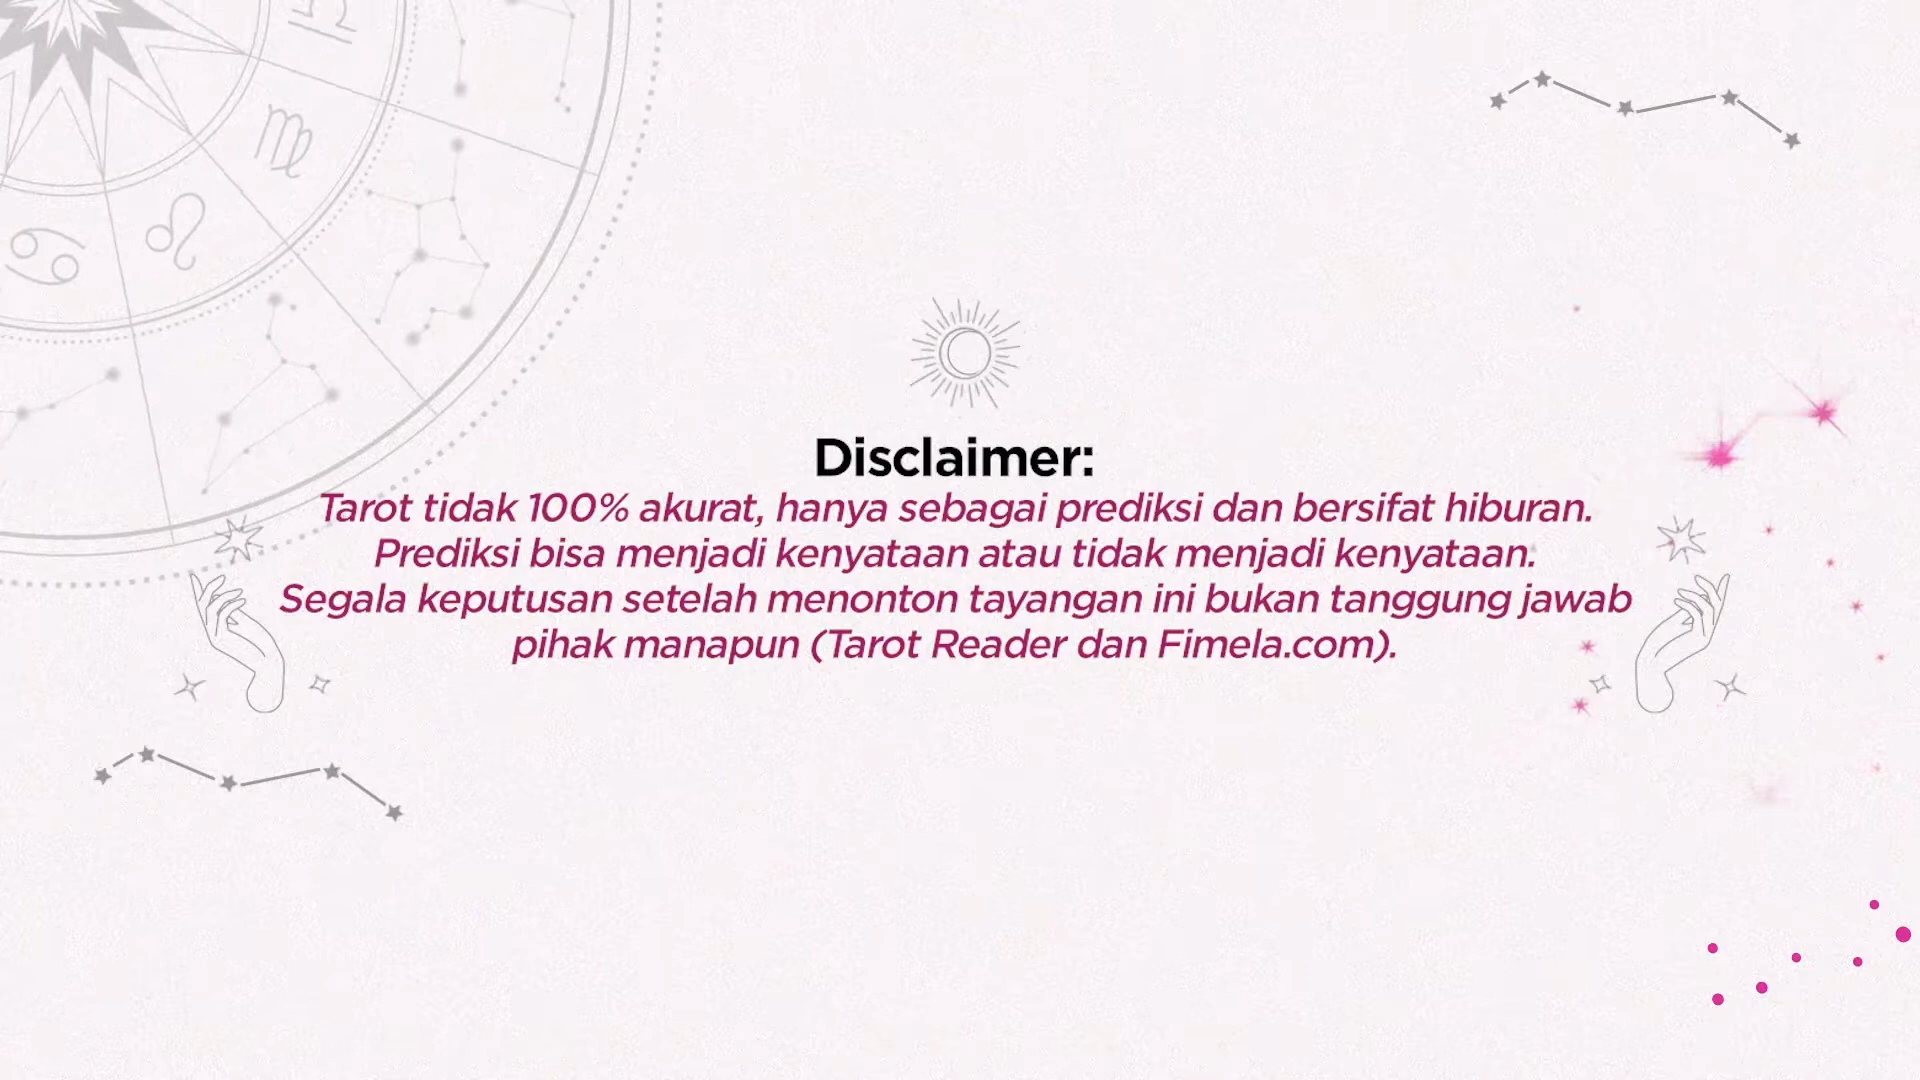 Disclaimer:
Tarot tidak 100% akurat, hanya sebagai prediksi dan bersifat hiburan.
Prediksi bisa menjadi kenyataan atau tidak menjadi kenyataan.
Segala keputusan setelah menonton tayangan ini bukan tanggung jawab
pihak manapun (Tarot Reader dan Fimela.com).